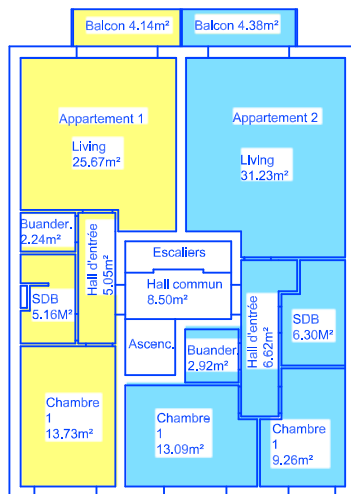 Balcon 4.14m²
Balcon 4.38m²
Appartement 1
Living
25.67m²
Appartement 2
Living
31.23m²
Buander.
2.24m²
Hall d'entrée
5.05m²
Escaliers
Hall commun
8.50m²
SDB
5.16M²
Ascenc.
Buander.
2.92m²
Hall d'entrée
6.62m²
SDB
6.30M²
Chambre
1
13.73m²
Chambre
1
13.09m²
Chambre
1
9.26m²